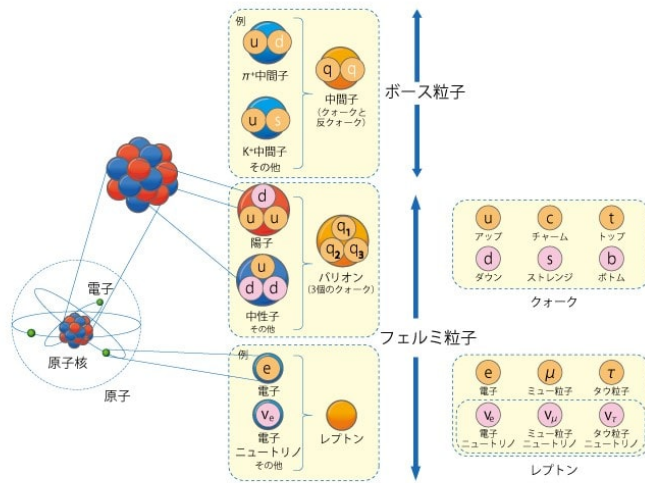 例
u d
π⁺中間子
u s
K⁺中間子
その他
q q
中間子
(クォークと
反クォーク)
ボース粒子
d
u u
陽子
u
d d
中性子
その他
q₁
q₂ q₃
バリオン
(3個のクォーク)
フェルミ粒子
例
e
電子
νe
電子
ニュートリノ
その他
レプトン
電子
原子核
原子
u c t
アップ チャーム トップ
d s b
ダウン ストレンジ ボトム
クォーク
e μ τ
電子 ミュー粒子 タウ粒子
νe νμ ντ
電子 ミュー粒子 タウ粒子
ニュートリノ ニュートリノ ニュートリノ
レプトン